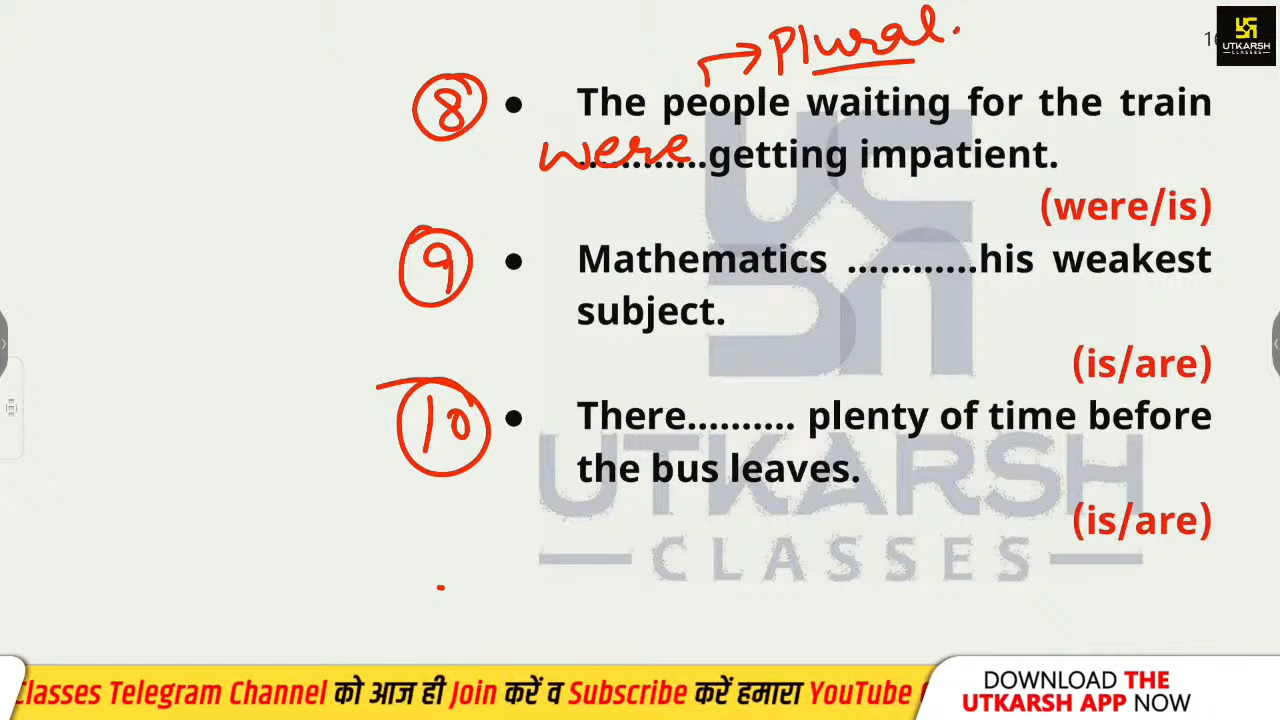 Plural.
16
UTKARSH
CLASSES
8 • The people waiting for the train
were ............getting impatient.
(were/is)
9 • Mathematics ............his weakest
subject.
(is/are)
10 • There.......... plenty of time before
the bus leaves.
(is/are)
UTKARSH
CLASSES
Classes Telegram Channel को आज ही Join करें व Subscribe करें हमारा YouTube
DOWNLOAD THE
UTKARSH APP NOW